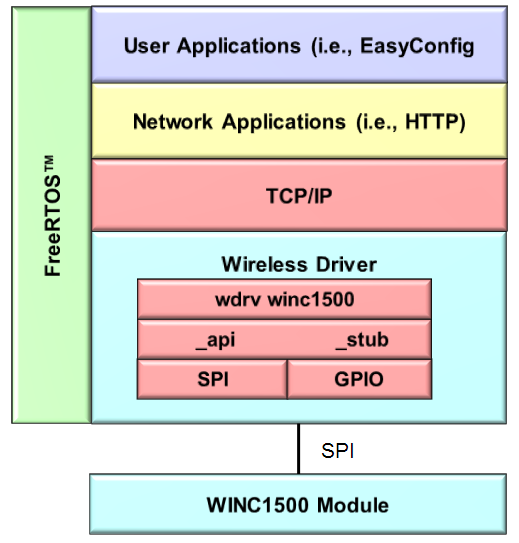 User Applications (i.e., EasyConfig
Network Applications (i.e., HTTP)
FreeRTOS™
TCP/IP
Wireless Driver
wdrv winc1500
_api _stub
SPI GPIO
SPI
WINC1500 Module